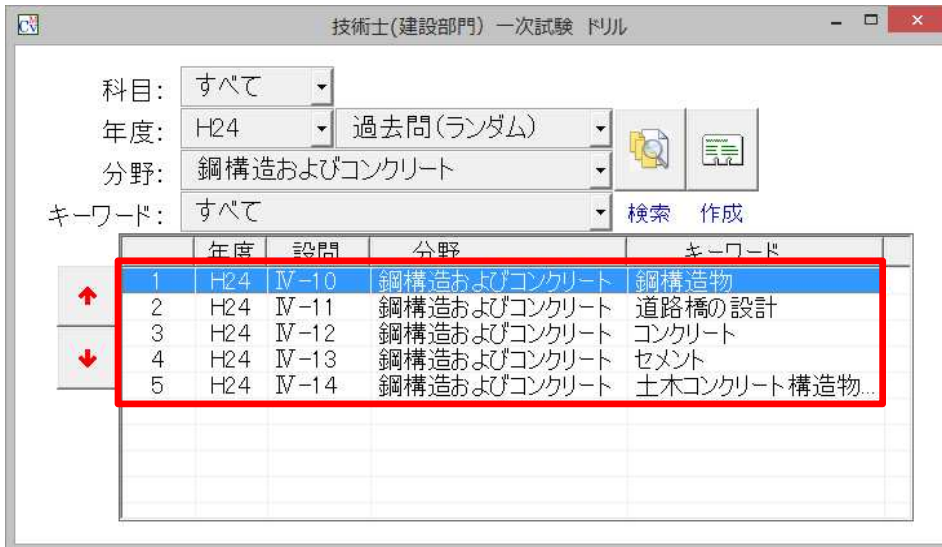 技術士(建設部門) 一次試験 ドリル
科目: すべて
年度: H24 過去問(ランダム)
分野: 鋼構造およびコンクリート
キーワード: すべて 検索 作成
年度 設問 分野 キーワード
1 H24 Ⅳ-10 鋼構造およびコンクリート 鋼構造物
2 H24 Ⅳ-11 鋼構造およびコンクリート 道路橋の設計
3 H24 Ⅳ-12 鋼構造およびコンクリート コンクリート
4 H24 Ⅳ-13 鋼構造およびコンクリート セメント
5 H24 Ⅳ-14 鋼構造およびコンクリート 土木コンクリート構造物...